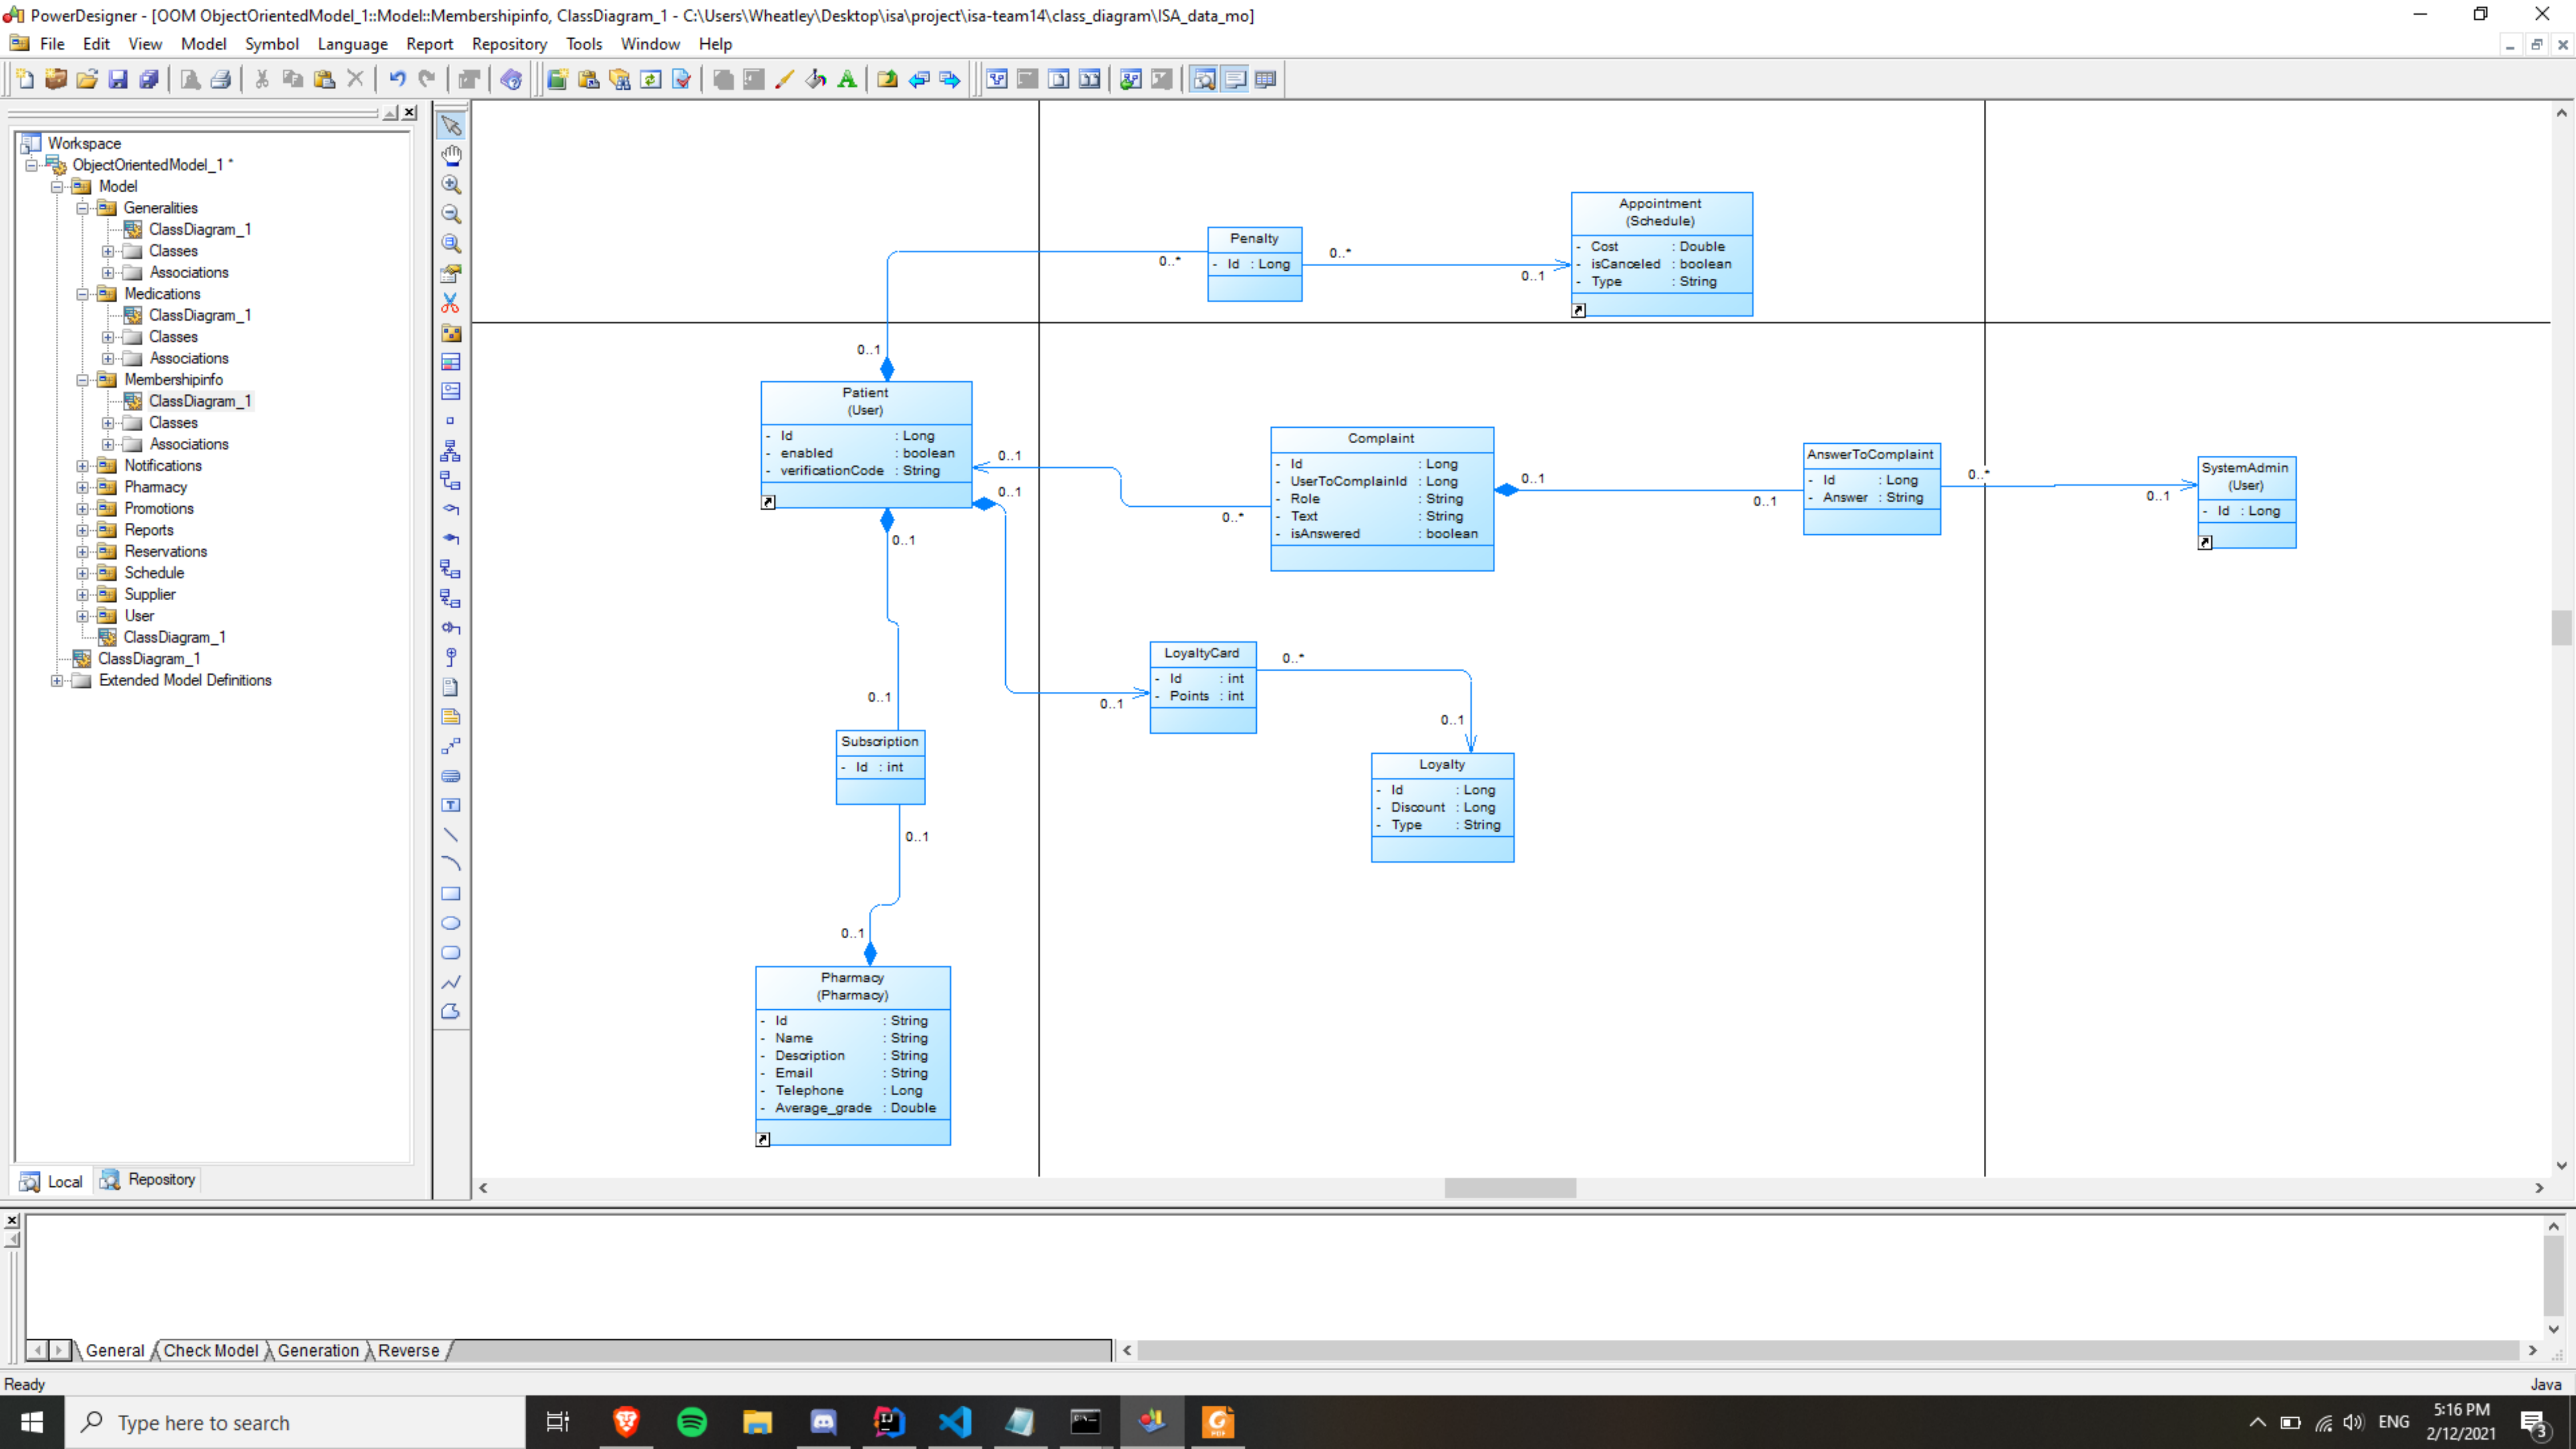 PowerDesigner - [OOM ObjectOrientedModel_1::Model::Membershipinfo, ClassDiagram_1 - C:\Users\Wheatley\Desktop\isa\project\isa-team14\class_diagram\ISA_data_mo]
File Edit View Model Symbol Language Report Repository Tools Window Help
Workspace
ObjectOrientedModel_1 *
Model
Generalities
ClassDiagram_1
Classes
Associations
Medications
ClassDiagram_1
Classes
Associations
Membershipinfo
ClassDiagram_1
Classes
Associations
Notifications
Pharmacy
Promotions
Reports
Reservations
Schedule
Supplier
User
ClassDiagram_1
ClassDiagram_1
Extended Model Definitions
Local Repository
Penalty
- Id : Long
0..*
0..*
0..1
Appointment
(Schedule)
- Cost : Double
- isCanceled : boolean
- Type : String
0..1
Patient
(User)
- Id : Long
- enabled : boolean
- verificationCode : String
0..1
0..1
0..1
0..*
Complaint
- Id : Long
- UserToComplainId : Long
- Role : String
- Text : String
- isAnswered : boolean
0..1
0..1
AnswerToComplaint
- Id : Long
- Answer : String
0..*
0..1
SystemAdmin
(User)
- Id : Long
LoyaltyCard
- Id : int
- Points : int
0..1
0..*
0..1
Loyalty
- Id : Long
- Discount : Long
- Type : String
0..1
Subscription
- Id : int
0..1
0..1
Pharmacy
(Pharmacy)
- Id : String
- Name : String
- Description : String
- Email : String
- Telephone : Long
- Average_grade : Double
General Check Model Generation Reverse
Ready
Java
Type here to search
ENG
5:16 PM
2/12/2021
3